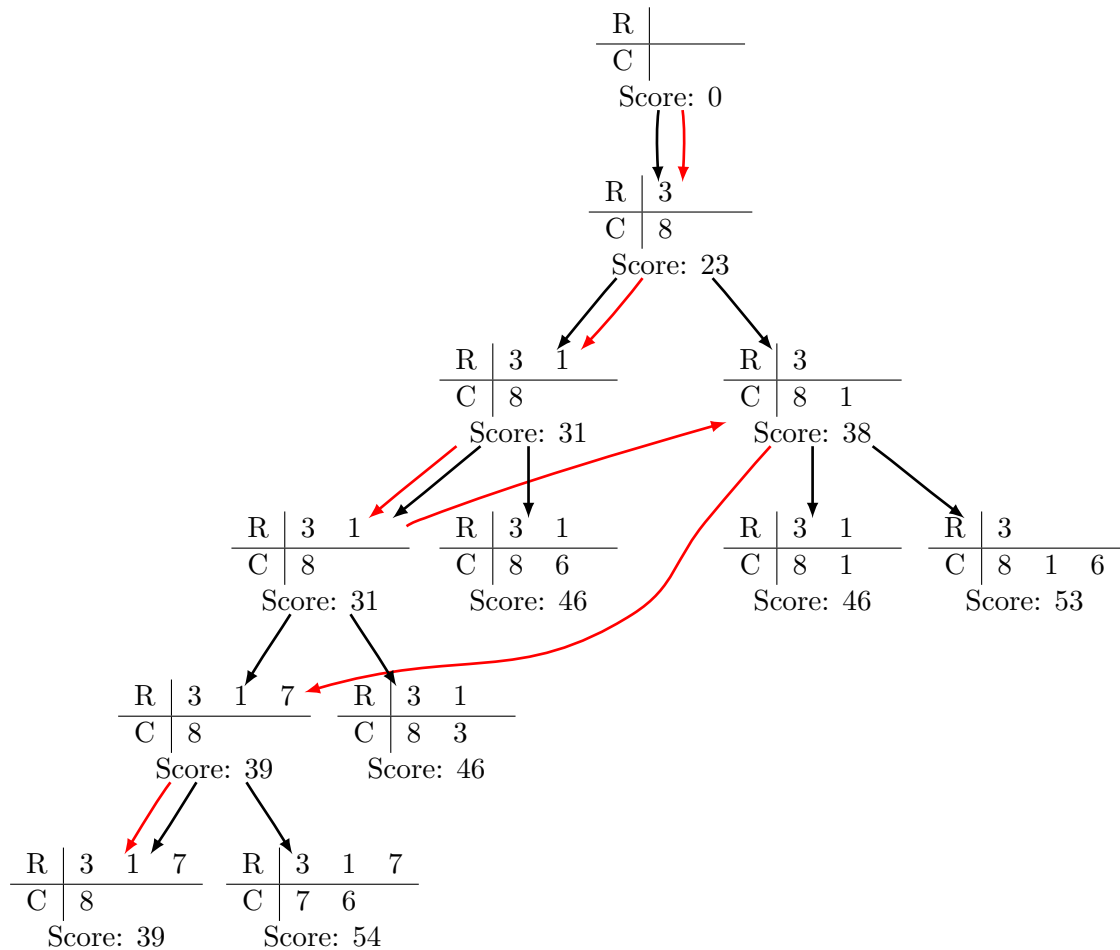 R
C
Score: 0
R 3
C 8
Score: 23
R 3 1
C 8
Score: 31
R 3
C 8 1
Score: 38
R 3 1
C 8
Score: 31
R 3 1
C 8 6
Score: 46
R 3 1
C 8 1
Score: 46
R 3
C 8 1 6
Score: 53
R 3 1 7
C 8
Score: 39
R 3 1
C 8 3
Score: 46
R 3 1 7
C 8
Score: 39
R 3 1 7
C 7 6
Score: 54